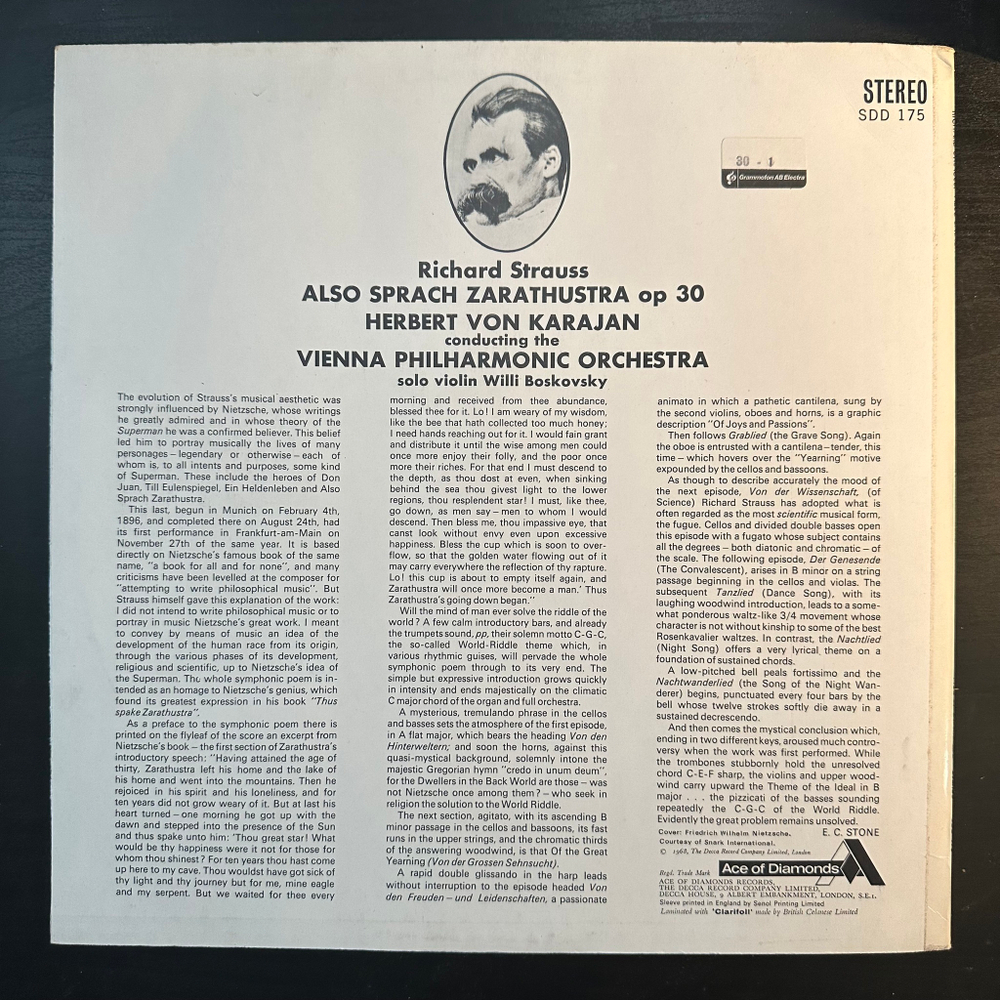 STEREO
SDD 175
30 - 1
Grammofon AB Electra
Richard Strauss
ALSO SPRACH ZARATHUSTRA op 30
HERBERT VON KARAJAN
conducting the
VIENNA PHILHARMONIC ORCHESTRA
solo violin Willi Boskovsky
The evolution of Strauss's musical aesthetic was
strongly influenced by Nietzsche, whose writings
he greatly admired and in whose theory of the
Superman he was a confirmed believer. This belief
led him to portray musically the lives of many
personages – legendary or otherwise – each of
whom is, to all intents and purposes, some kind
of Superman. These include the heroes of Don
Juan, Till Eulenspiegel, Ein Heldenleben and Also
Sprach Zarathustra.
This last, begun in Munich on February 4th,
1896, and completed there on August 24th, had
its first performance in Frankfurt-am-Main on
November 27th of the same year. It is based
directly on Nietzsche's famous book of the same
name, "a book for all and for none", and many
criticisms have been levelled at the composer for
"attempting to write philosophical music". But
Strauss himself gave this explanation of the work:
I did not intend to write philosophical music or to
portray in music Nietzsche's great work. I meant
to convey by means of music an idea of the
development of the human race from its origin,
through the various phases of its development,
religious and scientific, up to Nietzsche's idea of
the Superman. The whole symphonic poem is in-
tended as an homage to Nietzsche's genius, which
found its greatest expression in his book "Thus
spake Zarathustra".
As a preface to the symphonic poem there is
printed on the flyleaf of the score an excerpt from
Nietzsche's book – the first section of Zarathustra's
introductory speech: "Having attained the age of
thirty, Zarathustra left his home and the lake of
his home and went into the mountains. Then he
rejoiced in his spirit and his loneliness, and for
ten years did not grow weary of it. But at last his
heart turned – one morning he got up with the
dawn and stepped into the presence of the Sun
and thus spake unto him: 'Thou great star! What
would be thy happiness were it not for those for
whom thou shinest? For ten years thou hast come
up here to my cave. Thou wouldst have got sick of
thy light and thy journey but for me, mine eagle
and my serpent. But we waited for thee every
morning and received from thee abundance,
blessed thee for it. Lo! I am weary of my wisdom,
like the bee that hath collected too much honey;
I need hands reaching out for it. I would fain grant
and distribute it until the wise among men could
once more enjoy their folly, and the poor once
more their riches. For that end I must descend to
the depth, as thou dost at even, when sinking
behind the sea thou givest light to the lower
regions, thou resplendent star! I must, like thee,
go down, as men say – men to whom I would
descend. Then bless me, thou impassive eye, that
canst look without envy even upon excessive
happiness. Bless the cup which is soon to over-
flow, so that the golden water flowing out of it
may carry everywhere the reflection of thy rapture.
Lo! this cup is about to empty itself again, and
Zarathustra will once more become a man.' Thus
Zarathustra's going down began."
Will the mind of man ever solve the riddle of the
world? A few calm introductory bars, and already
the trumpets sound, pp, their solemn motto C-G-C,
the so-called World-Riddle theme which, in
various rhythmic guises, will pervade the whole
symphonic poem through to its very end. The
simple but expressive introduction grows quickly
in intensity and ends majestically on the climatic
C major chord of the organ and full orchestra.
A mysterious, tremulando phrase in the cellos
and basses sets the atmosphere of the first episode,
in A flat major, which bears the heading Von den
Hinterweltern; and soon the horns, against this
quasi-mystical background, solemnly intone the
majestic Gregorian hymn "credo in unum deum",
for the Dwellers in the Back World are those – was
not Nietzsche once among them? – who seek in
religion the solution to the World Riddle.
The next section, agitato, with its ascending B
minor passage in the cellos and bassoons, its fast
runs in the upper strings, and the chromatic thirds
of the answering woodwind, is that Of the Great
Yearning (Von der Grossen Sehnsucht).
A rapid double glissando in the harp leads
without interruption to the episode headed Von
den Freuden – und Leidenschaften, a passionate
animato in which a pathetic cantilena, sung by
the second violins, oboes and horns, is a graphic
description "Of Joys and Passions".
Then follows Grablied (the Grave Song). Again
the oboe is entrusted with a cantilena – tender, this
time – which hovers over the "Yearning" motive
expounded by the cellos and bassoons.
As though to describe accurately the mood of
the next episode, Von der Wissenschaft, (of
Science) Richard Strauss has adopted what is
often regarded as the most scientific musical form,
the fugue. Cellos and divided double basses open
this episode with a fugato whose subject contains
all the degrees – both diatonic and chromatic – of
the scale. The following episode, Der Genesende
(The Convalescent), arises in B minor on a string
passage beginning in the cellos and violas. The
subsequent Tanzlied (Dance Song), with its
laughing woodwind introduction, leads to a some-
what ponderous waltz-like 3/4 movement whose
character is not without kinship to some of the best
Rosenkavalier waltzes. In contrast, the Nachtlied
(Night Song) offers a very lyrical theme on a
foundation of sustained chords.
A low-pitched bell peals fortissimo and the
Nachtwanderlied (the Song of the Night Wan-
derer) begins, punctuated every four bars by the
bell whose twelve strokes softly die away in a
sustained decrescendo.
And then comes the mystical conclusion which,
ending in two different keys, aroused much contro-
versy when the work was first performed. While
the trombones stubbornly hold the unresolved
chord C-E-F sharp, the violins and upper wood-
wind carry upward the Theme of the Ideal in B
major . . . the pizzicati of the basses sounding
repeatedly the C-G-C of the World Riddle.
Evidently the great problem remains unsolved.
E. C. STONE
Cover: Friedrich Wilhelm Nietzsche.
Courtesy of Snark International.
© 1968, The Decca Record Company Limited, London
Regd. Trade Mark Ace of Diamonds
ACE OF DIAMONDS RECORDS,
THE DECCA RECORD COMPANY LIMITED,
DECCA HOUSE, 9 ALBERT EMBANKMENT, LONDON, S.E.1.
Sleeve printed in England by Senol Printing Limited
Laminated with 'Clarifoil' made by British Celanese Limited